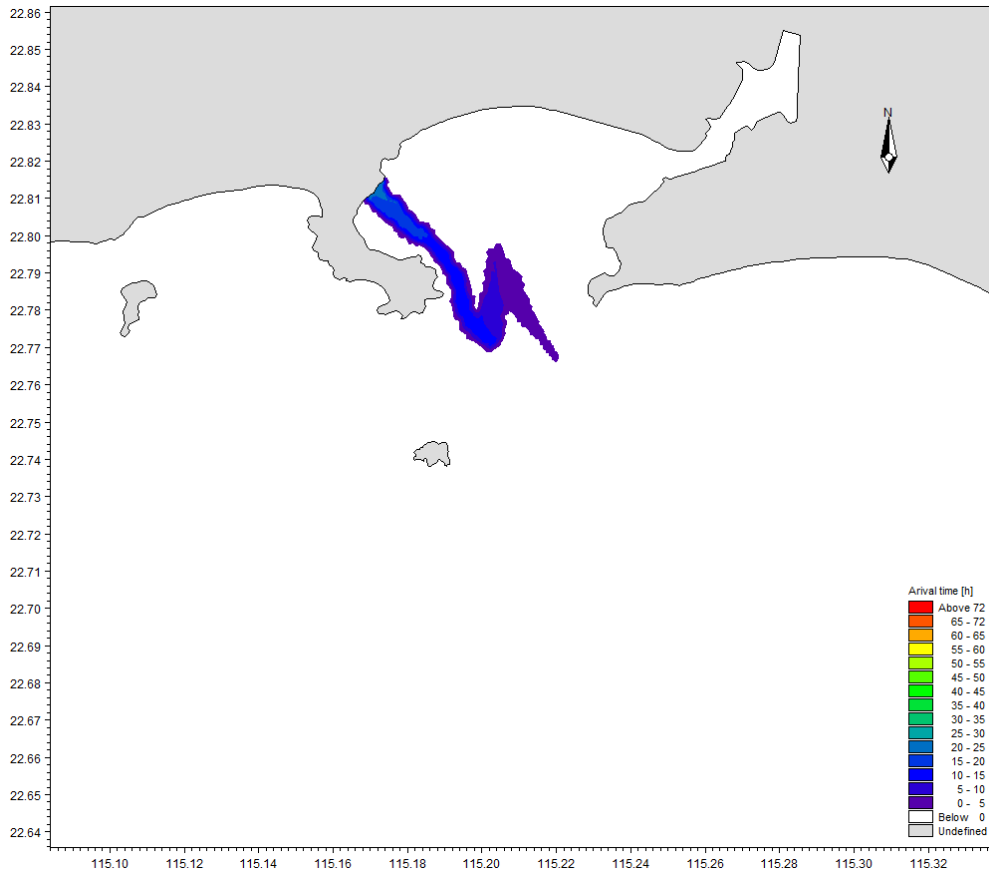 22.86
22.85
22.84
22.83
22.82
22.81
22.80
22.79
22.78
22.77
22.76
22.75
22.74
22.73
22.72
22.71
22.70
22.69
22.68
22.67
22.66
22.65
22.64
N
Arival time [h]
Above 72
65 - 72
60 - 65
55 - 60
50 - 55
45 - 50
40 - 45
35 - 40
30 - 35
25 - 30
20 - 25
15 - 20
10 - 15
5 - 10
0 - 5
Below 0
Undefined
115.10 115.12 115.14 115.16 115.18 115.20 115.22 115.24 115.26 115.28 115.30 115.32